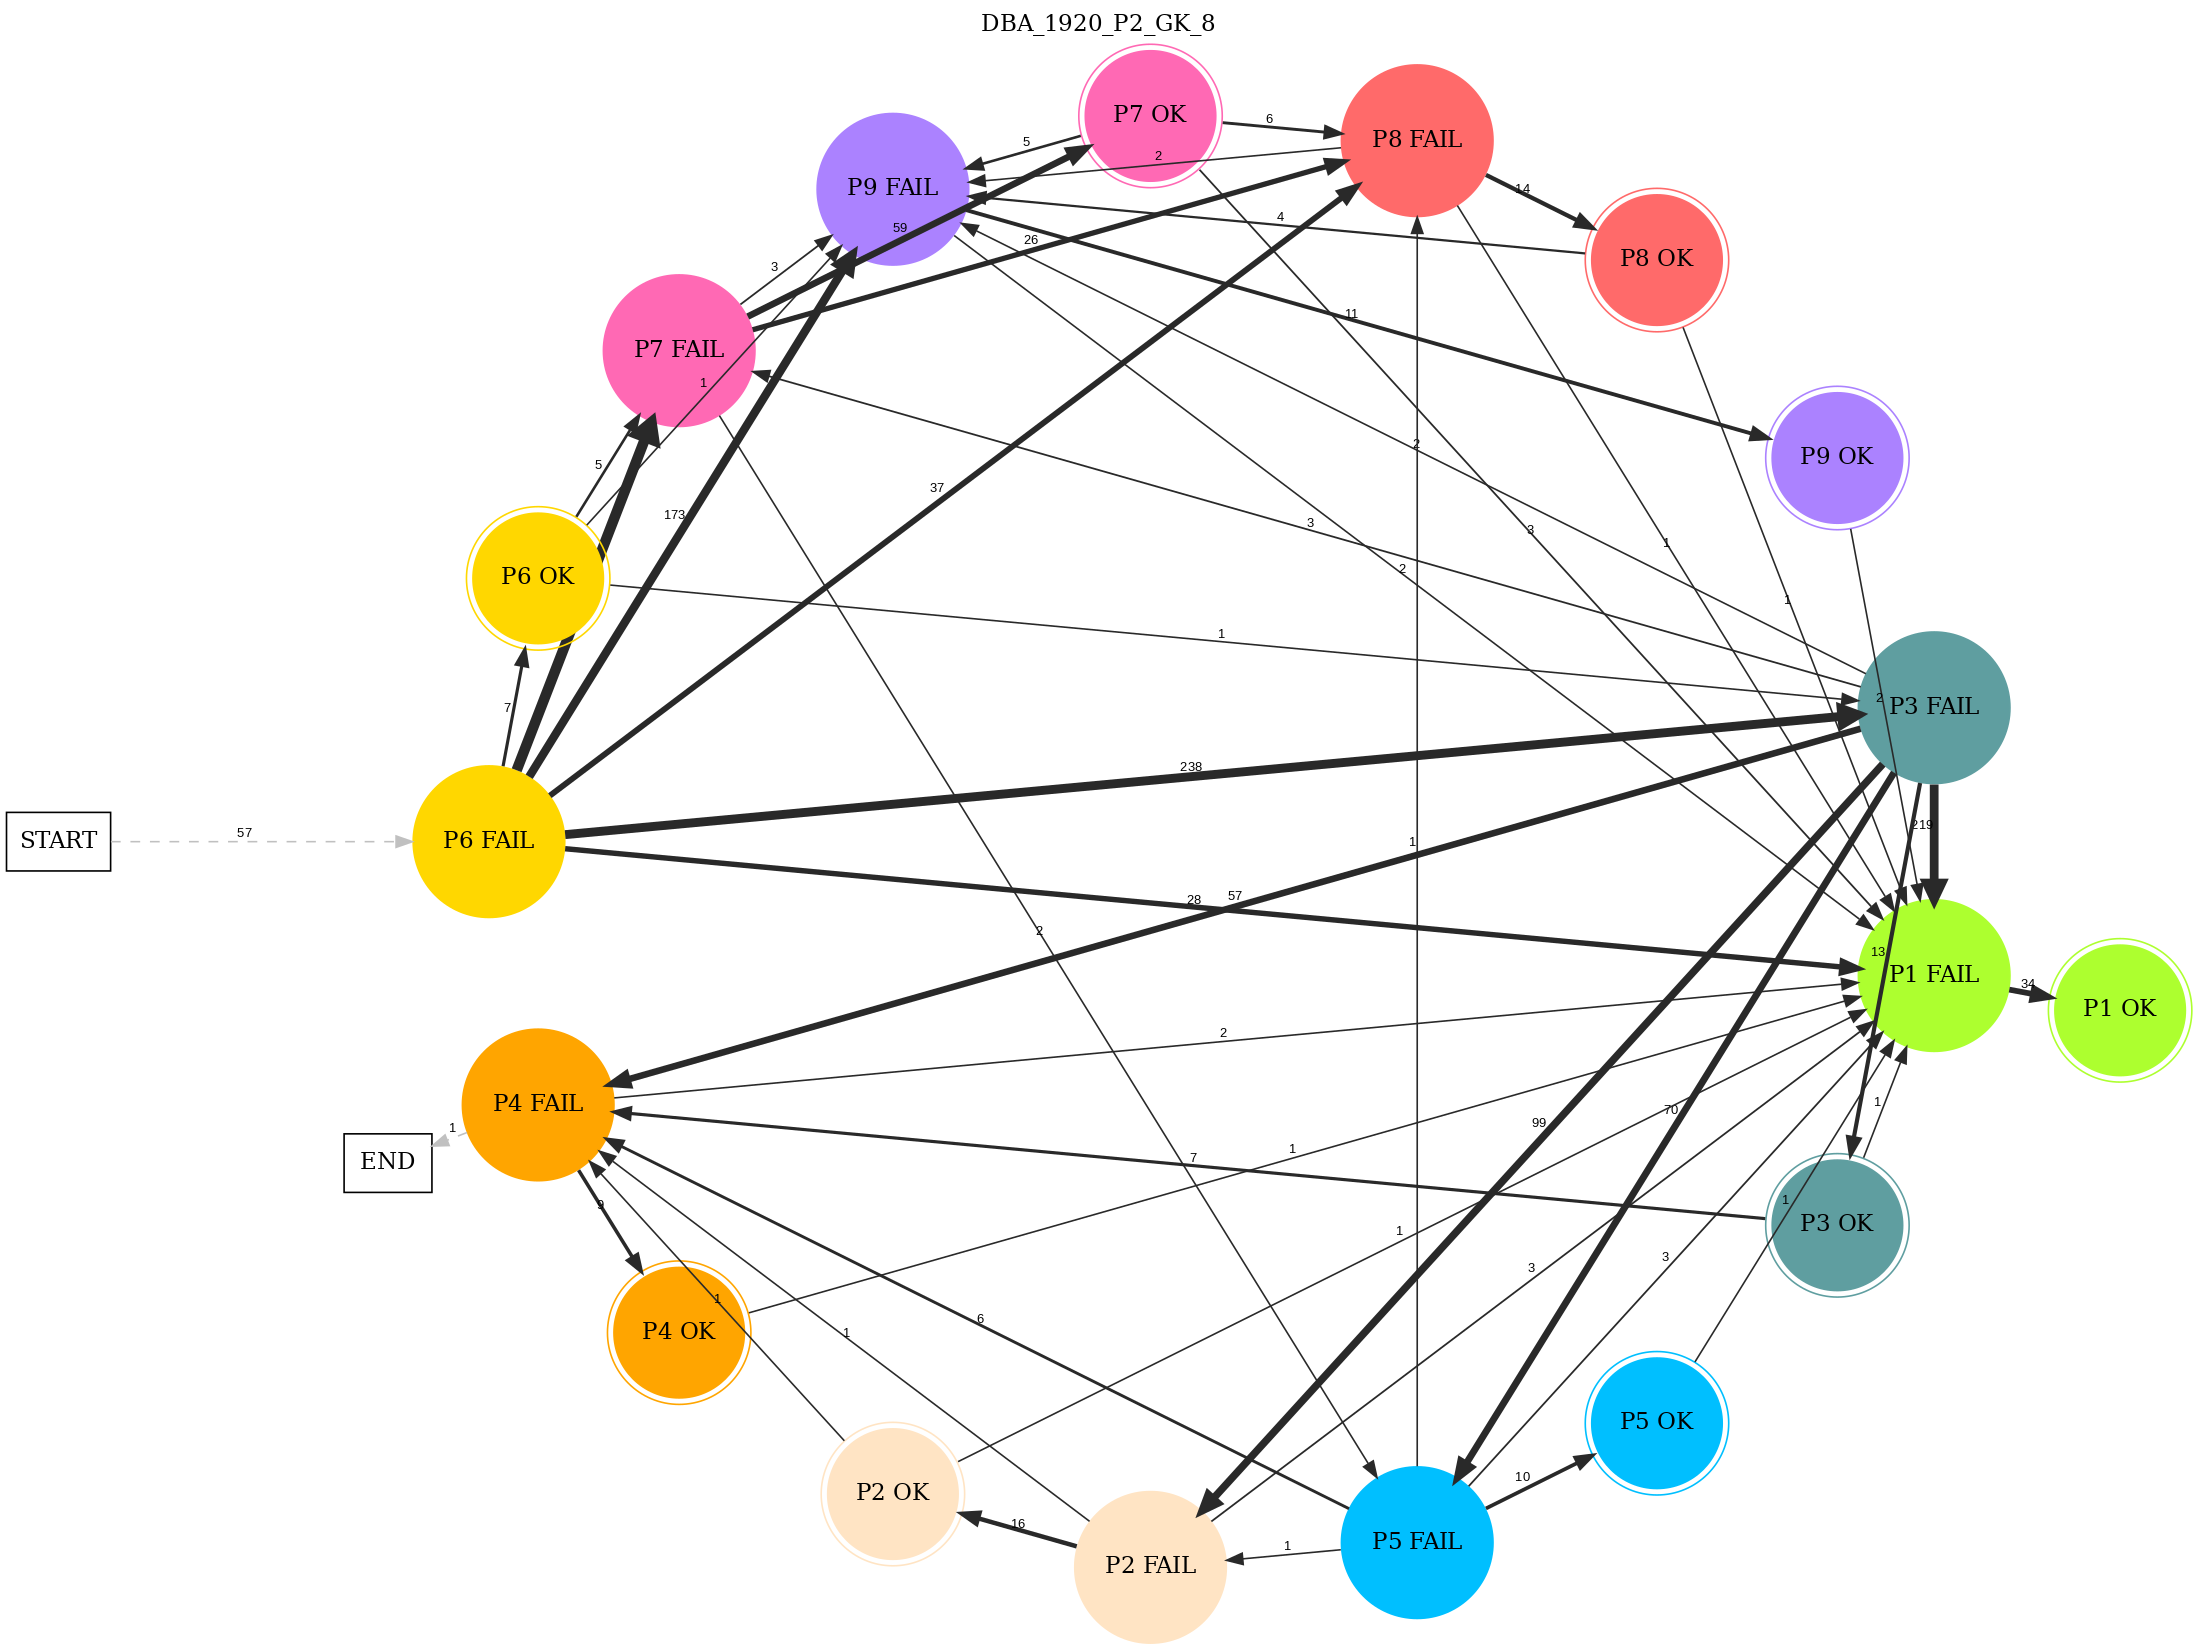 DBA_1920_P2_GK_8
P7 OK
P8 FAIL
P9 FAIL
P8 OK
P7 FAIL
P9 OK
P6 OK
P3 FAIL
START
P6 FAIL
P1 FAIL
P1 OK
P4 FAIL
END
P3 OK
P4 OK
P5 OK
P2 OK
P5 FAIL
P2 FAIL
6
5
2
14
4
59
26
3
11
1
2
5
37
173
3
3
1
2
1
1
2
7
238
219
57
1
57
28
2
13
34
2
1
70
99
1
1
7
9
1
3
3
1
1
6
1
10
16
1